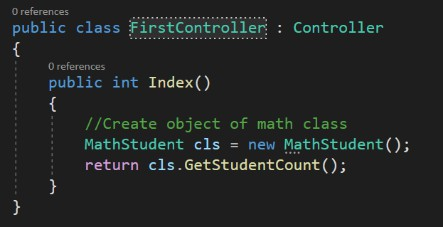 0 references
public class FirstController : Controller
{
0 references
public int Index()
{
//Create object of math class
MathStudent cls = new MathStudent();
return cls.GetStudentCount();
}
}